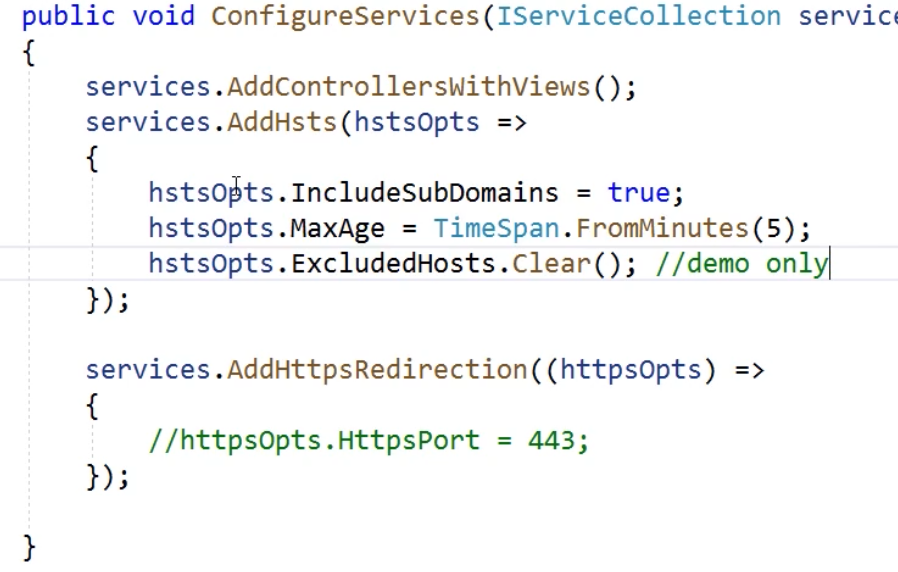 public void ConfigureServices(IServiceCollection
{
services.AddControllersWithViews();
services.AddHsts(hstsOpts =>
{
hstsOpts.IncludeSubDomains = true;
hstsOpts.MaxAge = TimeSpan.FromMinutes(5);
hstsOpts.ExcludedHosts.Clear(); //demo only
});
services.AddHttpsRedirection((httpsOpts) =>
{
//httpsOpts.HttpsPort = 443;
});
}